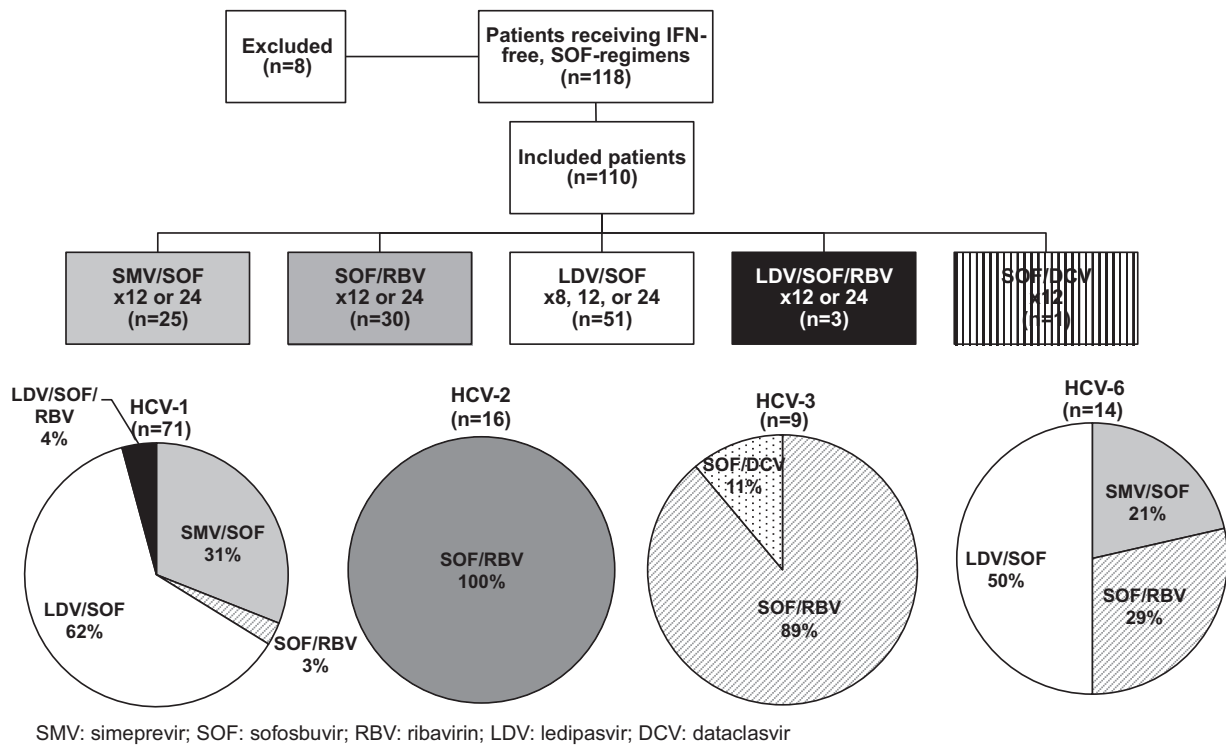 Excluded
(n=8)
Patients receiving IFN-
free, SOF-regimens
(n=118)
Included patients
(n=110)
SMV/SOF
x12 or 24
(n=25)
SOF/RBV
x12 or 24
(n=30)
LDV/SOF
x8, 12, or 24
(n=51)
LDV/SOF/RBV
x12 or 24
(n=3)
SOF/DCV
x12
(n=1)
HCV-1
(n=71)
LDV/SOF/
RBV
4%
SMV/SOF
31%
LDV/SOF
62%
SOF/RBV
3%
HCV-2
(n=16)
SOF/RBV
100%
HCV-3
(n=9)
SOF/DCV
11%
SOF/RBV
89%
HCV-6
(n=14)
SMV/SOF
21%
LDV/SOF
50%
SOF/RBV
29%
SMV: simeprevir; SOF: sofosbuvir; RBV: ribavirin; LDV: ledipasvir; DCV: dataclasvir